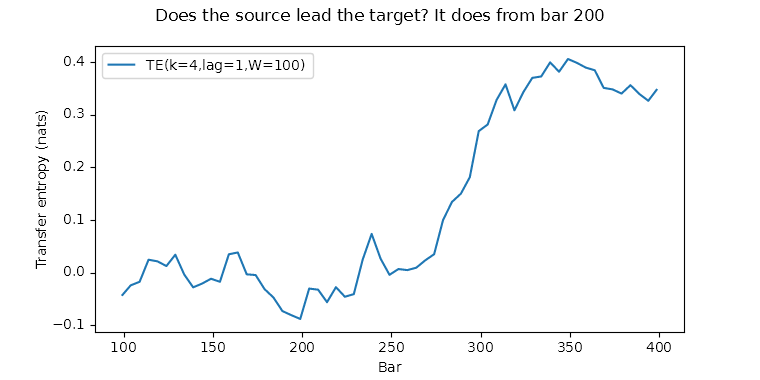 Does the source lead the target? It does from bar 200
TE(k=4,lag=1,W=100)
Transfer entropy (nats)
0.4
0.3
0.2
0.1
0.0
−0.1
100 150 200 250 300 350 400
Bar